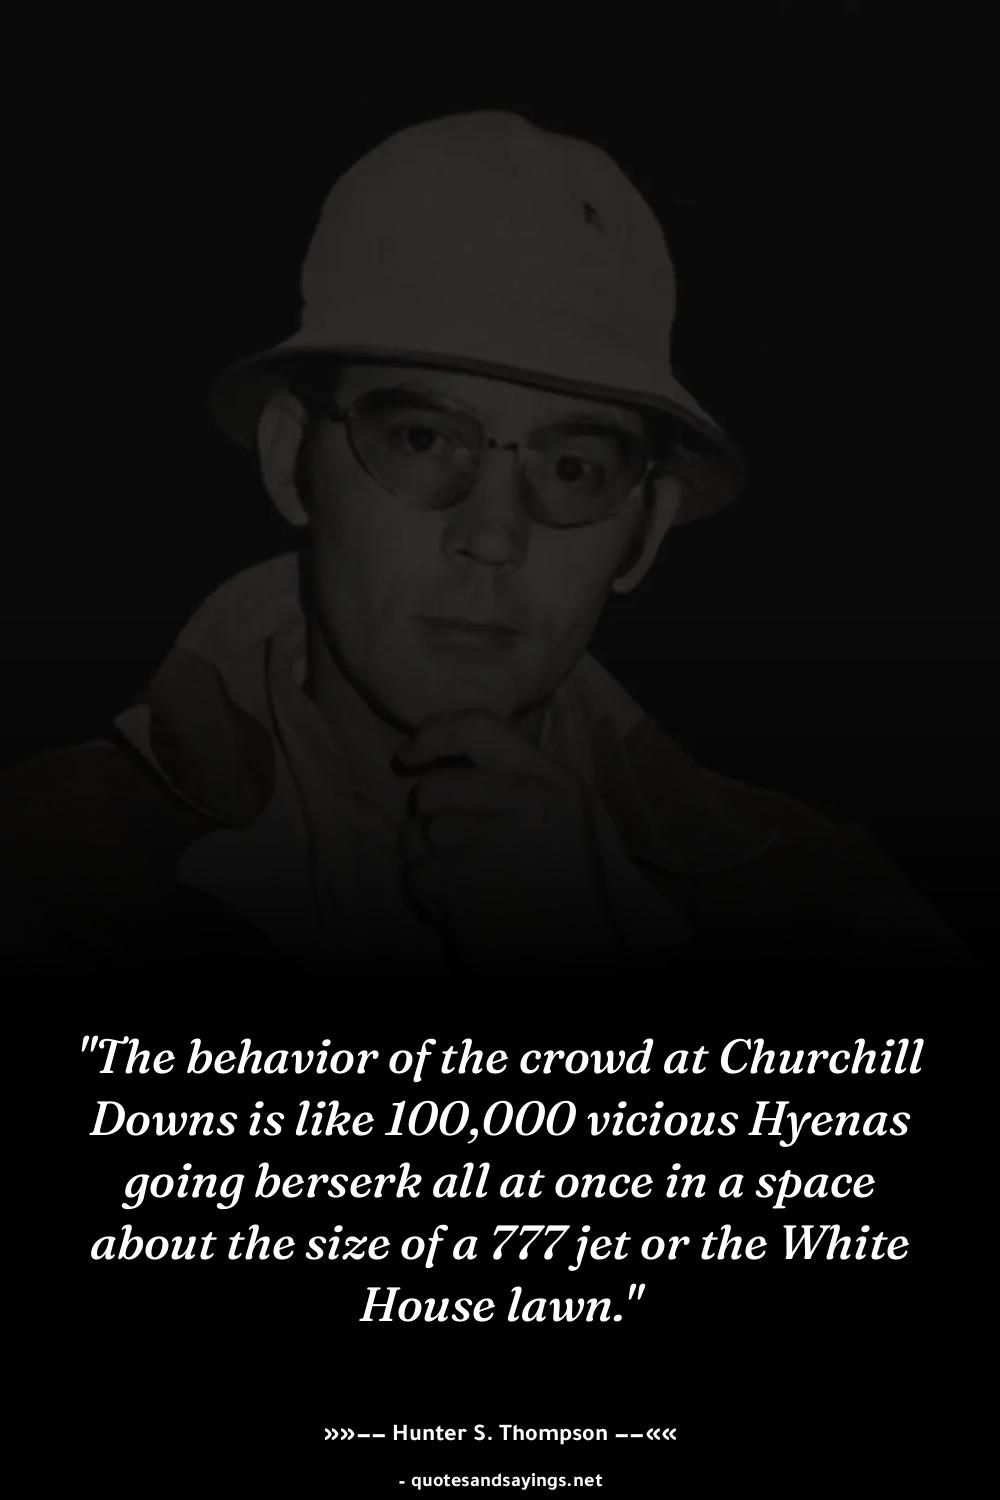 "The behavior of the crowd at Churchill
Downs is like 100,000 vicious Hyenas
going berserk all at once in a space
about the size of a 777 jet or the White
House lawn."
»»–– Hunter S. Thompson ––««
- quotesandsayings.net